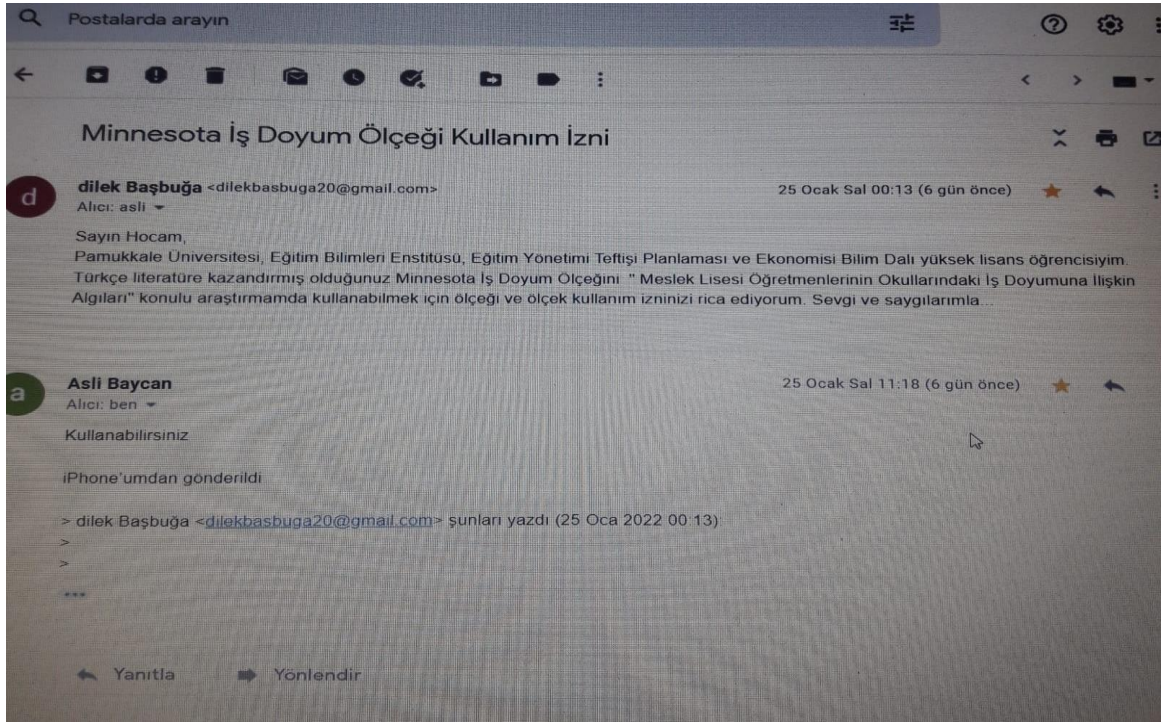 Postalarda arayın
Minnesota İş Doyum Ölçeği Kullanım İzni
d
dilek Başbuğa <dilekbasbuga20@gmail.com>
25 Ocak Sal 00:13 (6 gün önce)
Alıcı: asli
Sayın Hocam,
Pamukkale Üniversitesi, Eğitim Bilimleri Enstitüsü, Eğitim Yönetimi Teftişi Planlaması ve Ekonomisi Bilim Dalı yüksek lisans öğrencisiyim.
Türkçe literatüre kazandırmış olduğunuz Minnesota İş Doyum Ölçeğini " Meslek Lisesi Öğretmenlerinin Okullarındaki İş Doyumuna İlişkin
Algıları" konulu araştırmamda kullanabilmek için ölçeği ve ölçek kullanım izninizi rica ediyorum. Sevgi ve saygılarımla...
a
Asli Baycan
25 Ocak Sal 11:18 (6 gün önce)
Alıcı: ben
Kullanabilirsiniz
iPhone'umdan gönderildi
> dilek Başbuğa <dilekbasbuga20@gmail.com> şunları yazdı (25 Oca 2022 00:13):
>
>
Yanıtla
Yönlendir